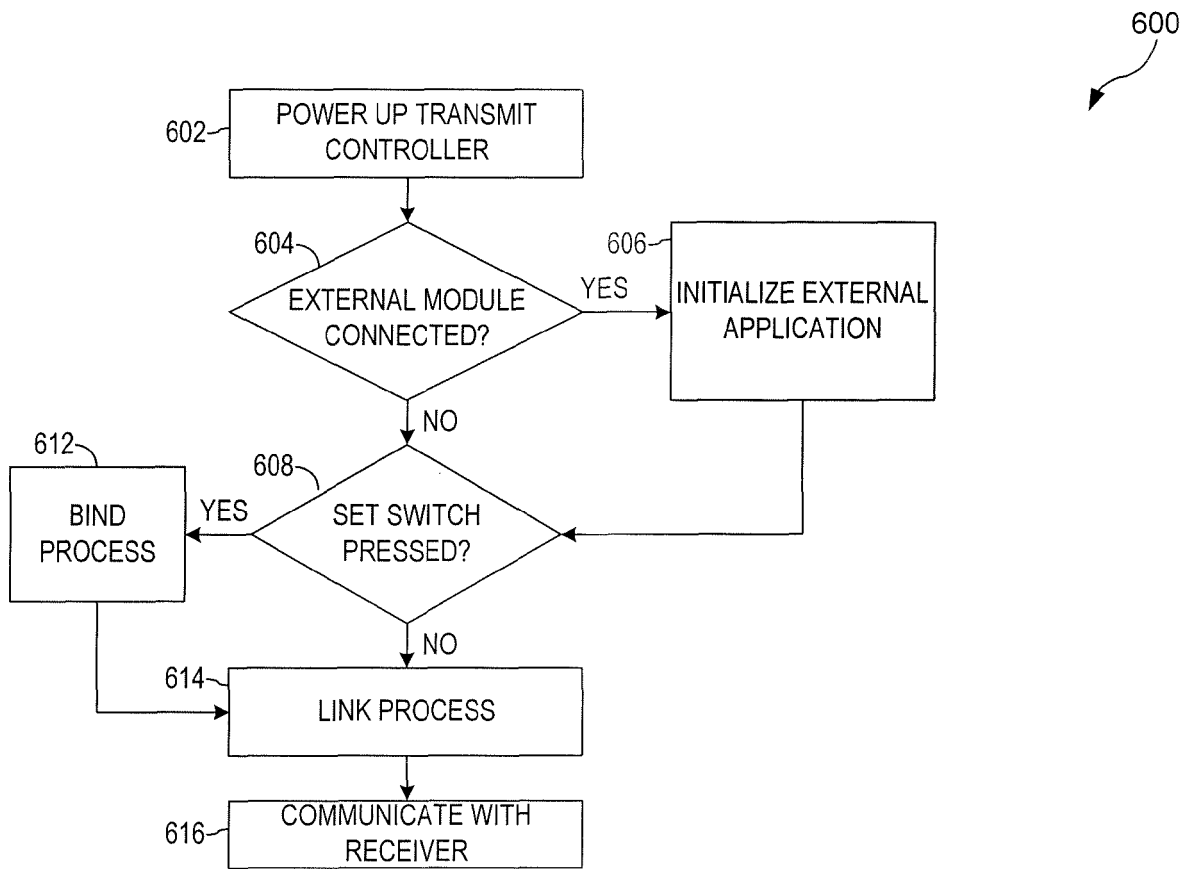 600
POWER UP TRANSMIT
CONTROLLER
602
604
EXTERNAL MODULE
CONNECTED?
YES
606
INITIALIZE EXTERNAL
APPLICATION
NO
612
BIND
PROCESS
YES
608
SET SWITCH
PRESSED?
NO
614
LINK PROCESS
616
COMMUNICATE WITH
RECEIVER